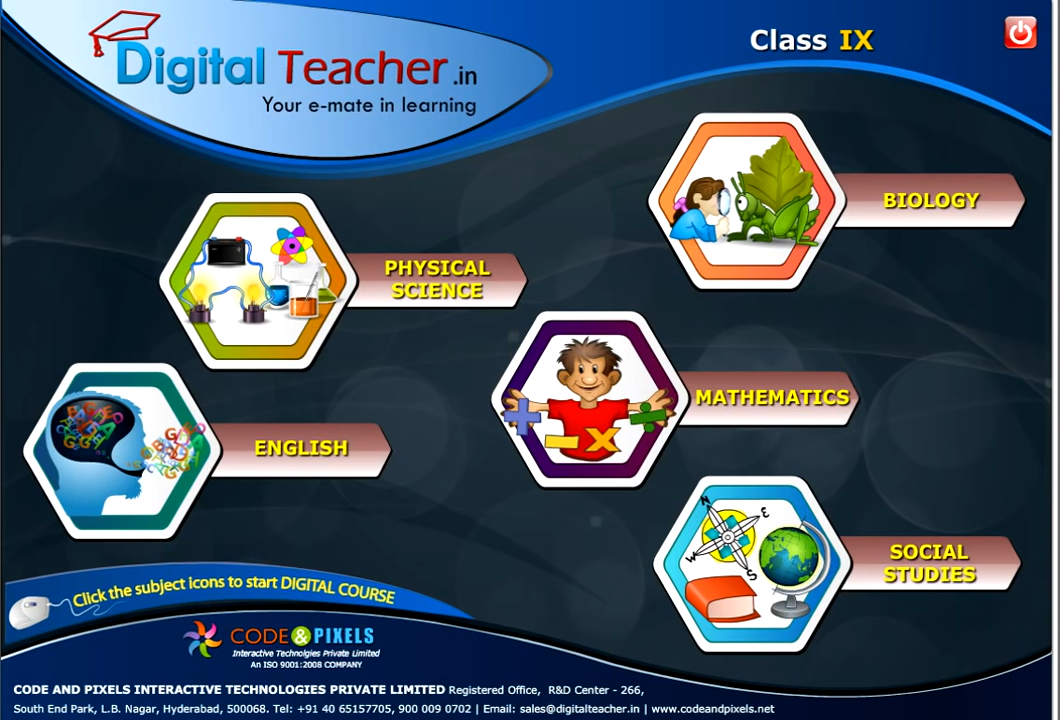 Digital Teacher.in
Your e-mate in learning
Class IX
BIOLOGY
PHYSICAL
SCIENCE
MATHEMATICS
ENGLISH
N
E
W
S
SOCIAL
STUDIES
Click the subject icons to start DIGITAL COURSE
CODE & PIXELS
Interactive Technolgies Private Limited
An ISO 9001:2008 COMPANY
CODE AND PIXELS INTERACTIVE TECHNOLOGIES PRIVATE LIMITED Registered Office, R&D Center - 266,
South End Park, L.B. Nagar, Hyderabad, 500068. Tel: +91 40 65157705, 900 009 0702 | Email: sales@digitalteacher.in | www.codeandpixels.net